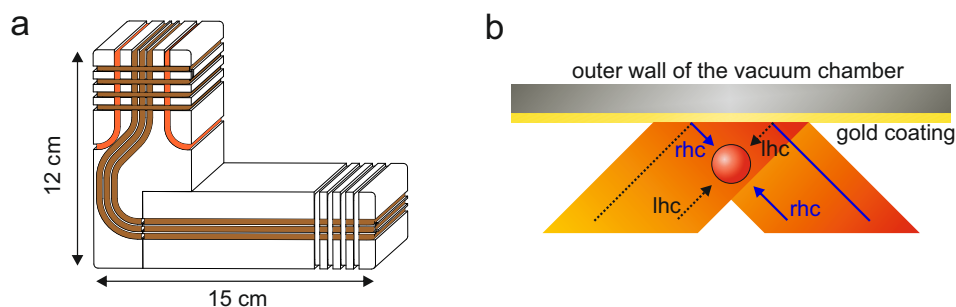 a
12 cm
15 cm
b
outer wall of the vacuum chamber
gold coating
rhc
lhc
lhc
rhc